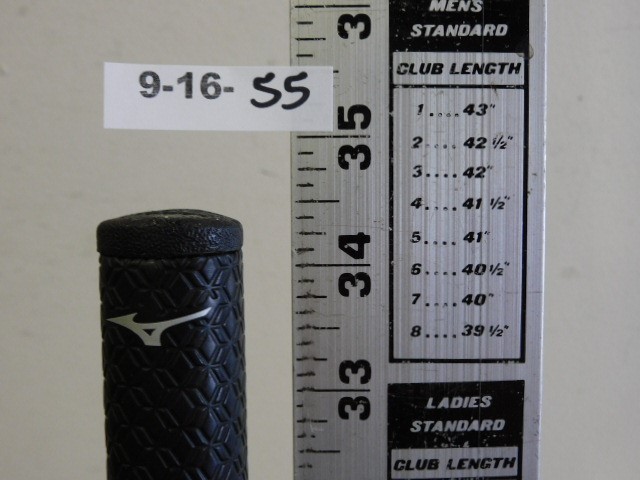 9-16-55
3
35
34
33
MENS
STANDARD
CLUB LENGTH
1....43"
2....42 ½"
3....42"
4....41 ½"
5....41"
6....40 ½"
7....40"
8....39 ½"
LADIES
STANDARD
CLUB LENGTH